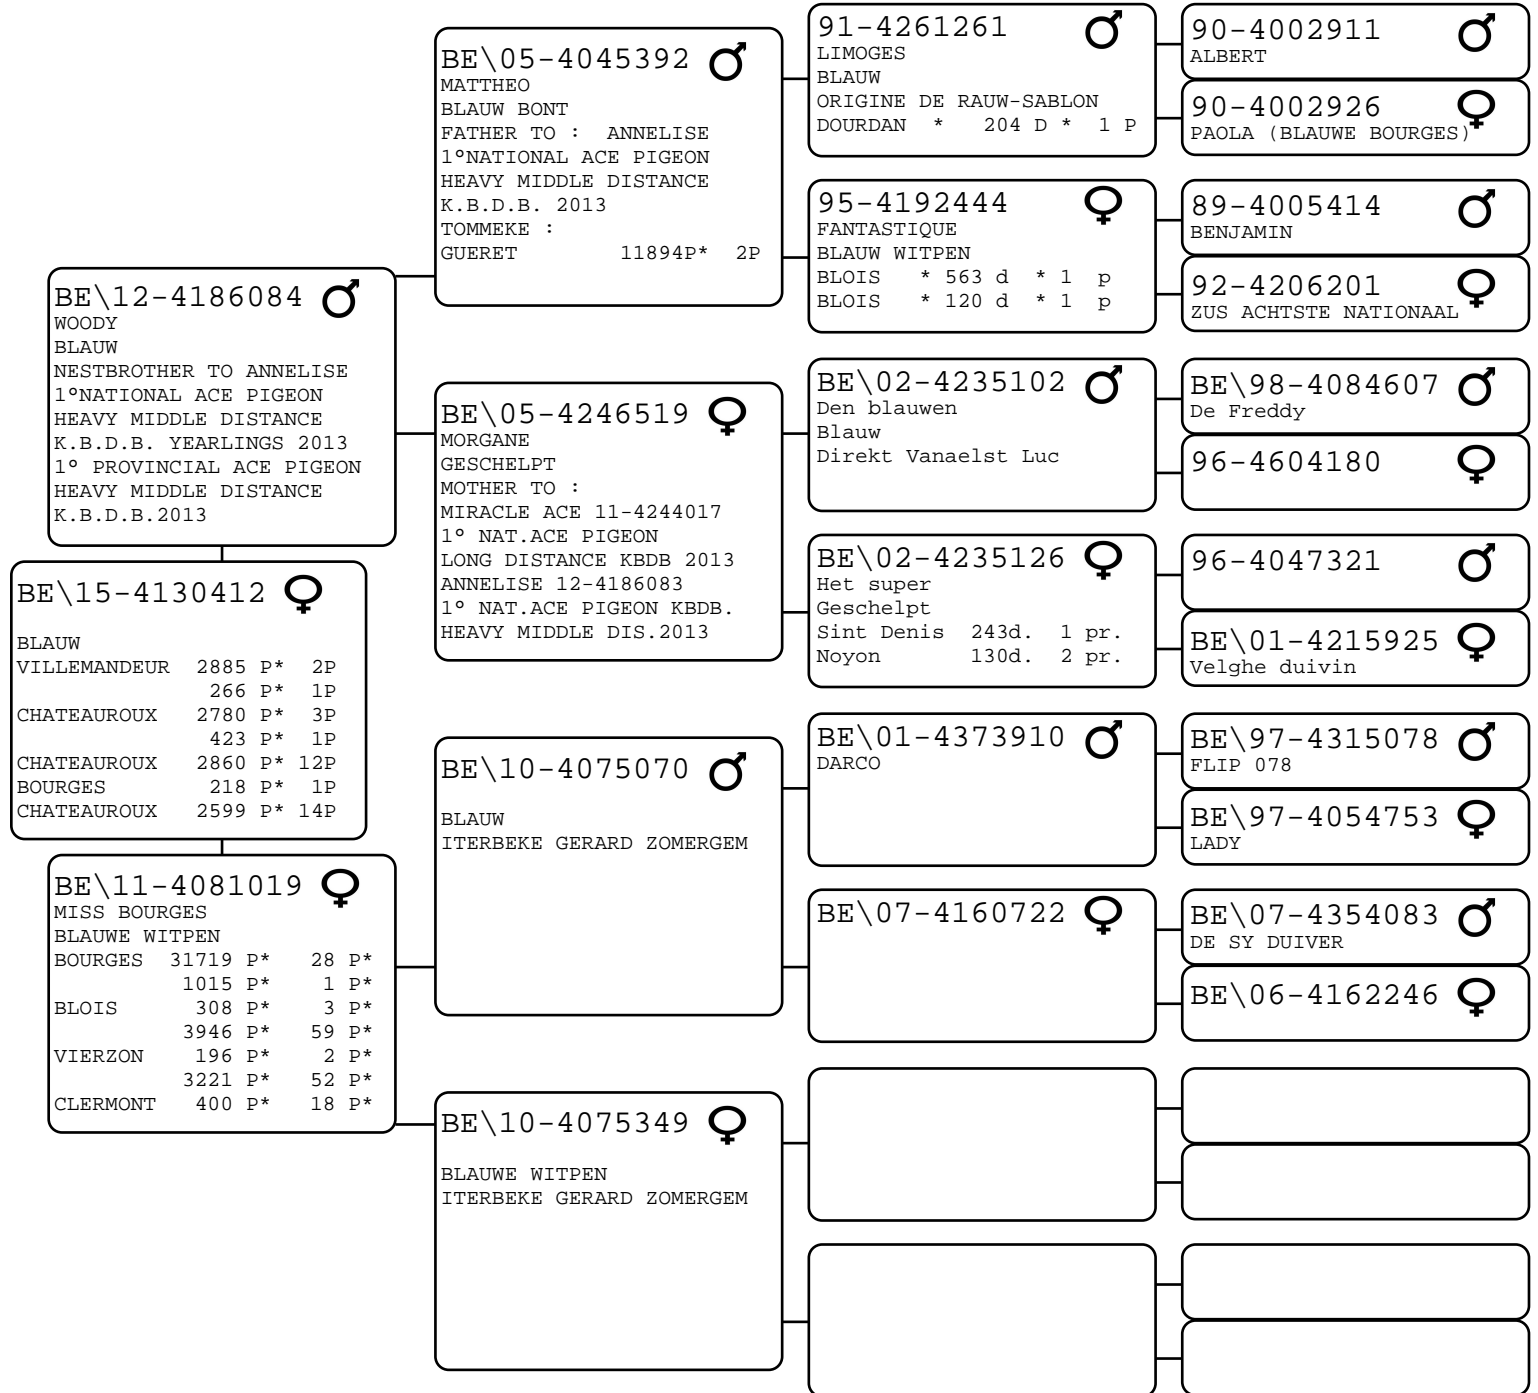 BE\15-4130412 ♀
BLAUW
VILLEMANDEUR 2885 P* 2P
266 P* 1P
CHATEAUROUX 2780 P* 3P
423 P* 1P
CHATEAUROUX 2860 P* 12P
BOURGES 218 P* 1P
CHATEAUROUX 2599 P* 14P
BE\12-4186084 ♂
WOODY
BLAUW
NESTBROTHER TO ANNELISE
1ºNATIONAL ACE PIGEON
HEAVY MIDDLE DISTANCE
K.B.D.B. YEARLINGS 2013
1º PROVINCIAL ACE PIGEON
HEAVY MIDDLE DISTANCE
K.B.D.B.2013
BE\11-4081019 ♀
MISS BOURGES
BLAUWE WITPEN
BOURGES 31719 P* 28 P*
1015 P* 1 P*
BLOIS 308 P* 3 P*
3946 P* 59 P*
VIERZON 196 P* 2 P*
3221 P* 52 P*
CLERMONT 400 P* 18 P*
BE\05-4045392 ♂
MATTHEO
BLAUW BONT
FATHER TO : ANNELISE
1ºNATIONAL ACE PIGEON
HEAVY MIDDLE DISTANCE
K.B.D.B. 2013
TOMMEKE :
GUERET 11894P* 2P
BE\05-4246519 ♀
MORGANE
GESCHELPT
MOTHER TO :
MIRACLE ACE 11-4244017
1º NAT.ACE PIGEON
LONG DISTANCE KBDB 2013
ANNELISE 12-4186083
1º NAT.ACE PIGEON KBDB.
HEAVY MIDDLE DIS.2013
BE\10-4075070 ♂
BLAUW
ITERBEKE GERARD ZOMERGEM
BE\10-4075349 ♀
BLAUWE WITPEN
ITERBEKE GERARD ZOMERGEM
91-4261261 ♂
LIMOGES
BLAUW
ORIGINE DE RAUW-SABLON
DOURDAN * 204 D * 1 P
95-4192444 ♀
FANTASTIQUE
BLAUW WITPEN
BLOIS * 563 d * 1 p
BLOIS * 120 d * 1 p
BE\02-4235102 ♂
Den blauwen
Blauw
Direkt Vanaelst Luc
BE\02-4235126 ♀
Het super
Geschelpt
Sint Denis 243d. 1 pr.
Noyon 130d. 2 pr.
BE\01-4373910 ♂
DARCO
BE\07-4160722 ♀
90-4002911 ♂
ALBERT
90-4002926 ♀
PAOLA (BLAUWE BOURGES)
89-4005414 ♂
BENJAMIN
92-4206201 ♀
ZUS ACHTSTE NATIONAAL
BE\98-4084607 ♂
De Freddy
96-4604180 ♀
96-4047321 ♂
BE\01-4215925 ♀
Velghe duivin
BE\97-4315078 ♂
FLIP 078
BE\97-4054753 ♀
LADY
BE\07-4354083 ♂
DE SY DUIVER
BE\06-4162246 ♀